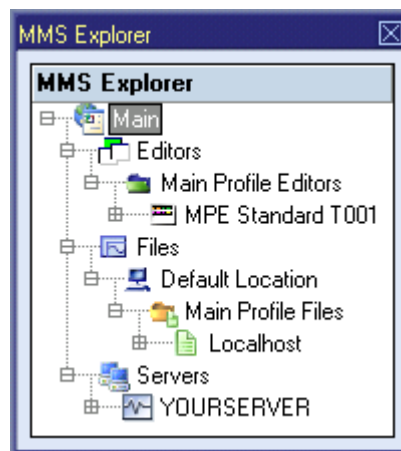 MMS Explorer
MMS Explorer
Main
Editors
Main Profile Editors
MPE Standard T001
Files
Default Location
Main Profile Files
Localhost
Servers
YOURSERVER